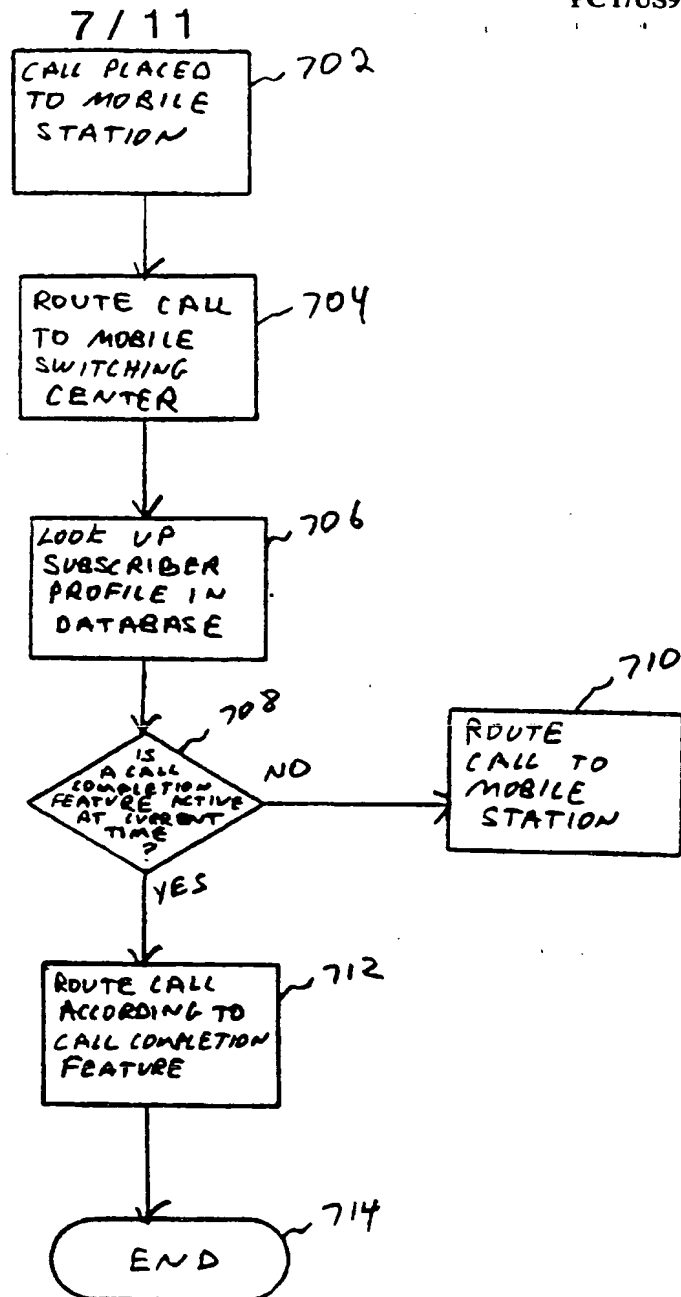 PCT/US9
7/11
CALL PLACED
TO MOBILE
STATION
702
ROUTE CALL
TO MOBILE
SWITCHING
CENTER
704
LOOK UP
SUBSCRIBER
PROFILE IN
DATABASE
706
708
IS
A CALL
COMPLETION
FEATURE ACTIVE
AT CURRENT
TIME
?
NO
710
ROUTE
CALL TO
MOBILE
STATION
YES
712
ROUTE CALL
ACCORDING TO
CALL COMPLETION
FEATURE
714
END